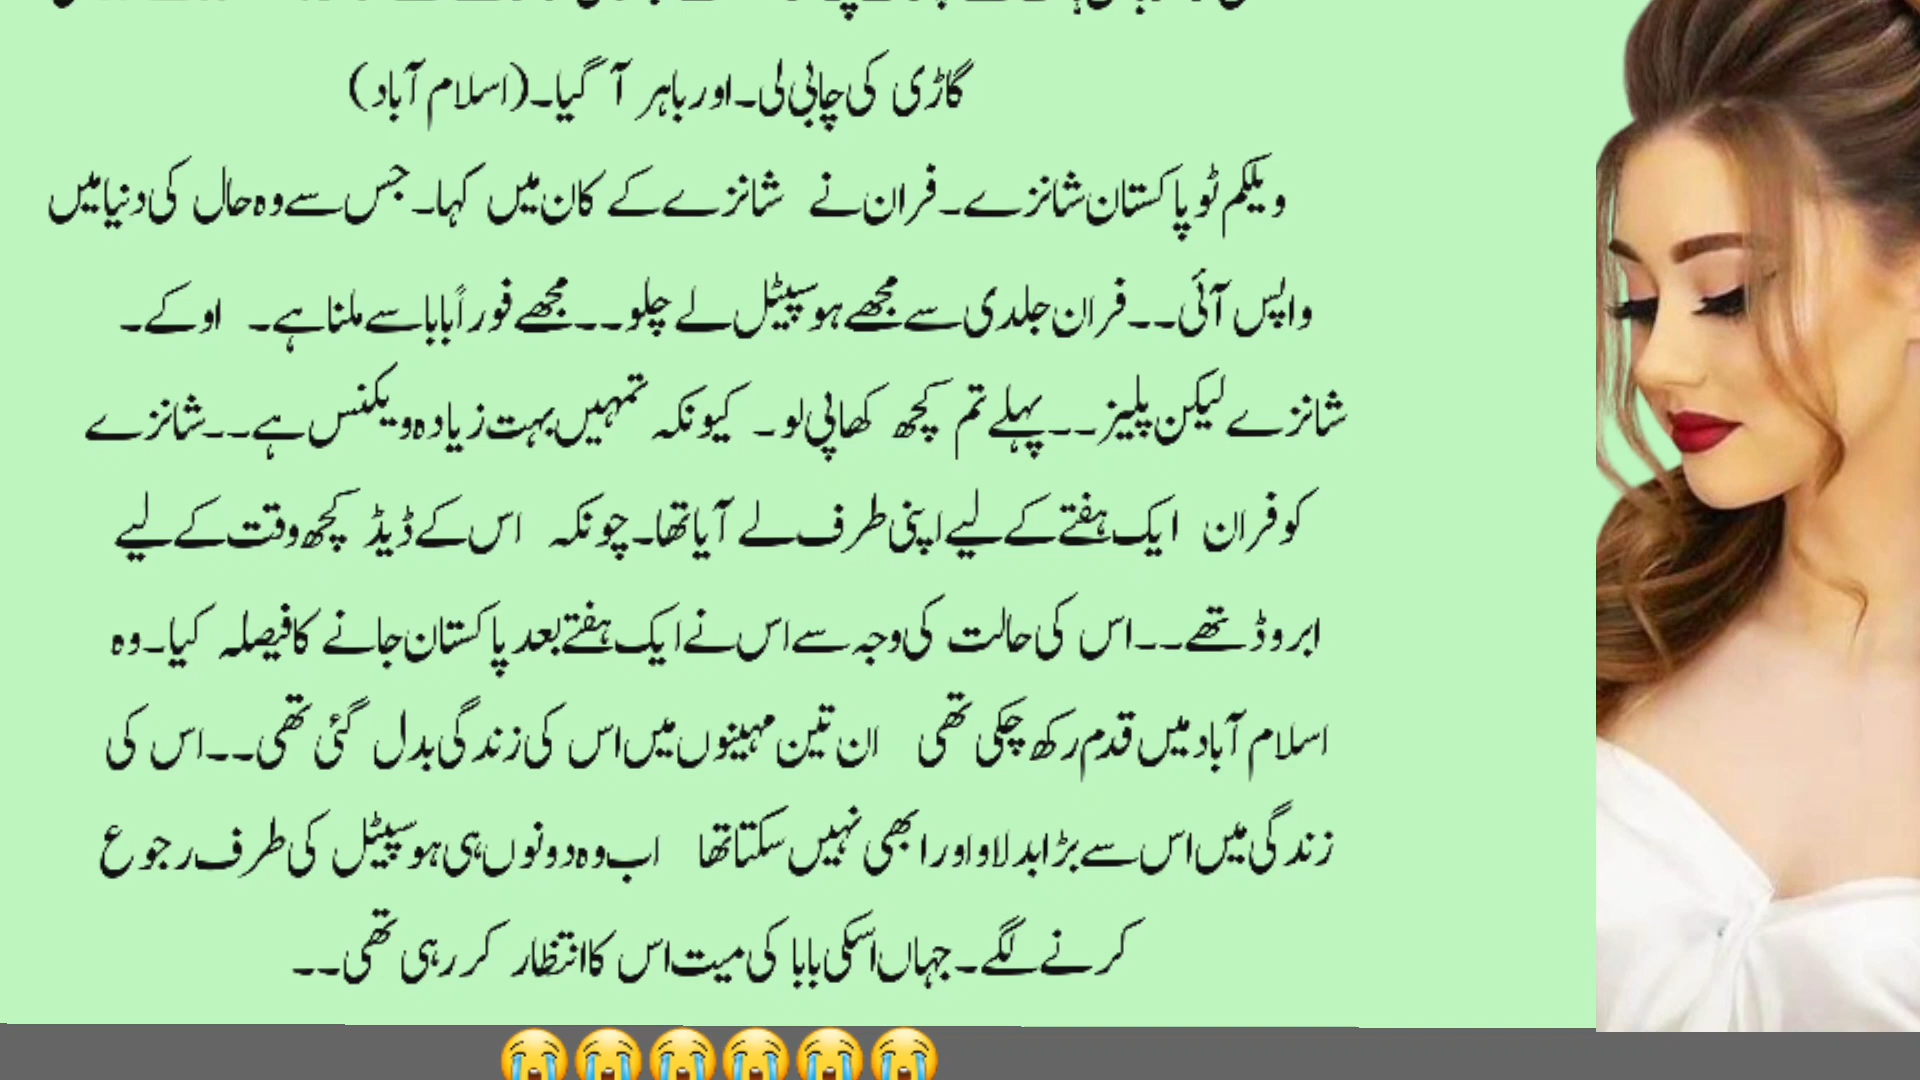 گاڑی کی چابی لی۔اور باہر آ گیا۔(اسلام آباد)
ویلکم ٹو پاکستان شانزے۔فران نے شانزے کے کان میں کہا۔جس سے وہ حال کی دنیا میں
واپس آئی۔۔فران جلدی سے مجھے ہوسپیٹل لے چلو۔۔مجھے فوراً بابا سے ملنا ہے۔ اوکے۔
شانزے لیکن پلیز۔۔پہلے تم کچھ کھا پی لو۔ کیونکہ تمہیں بہت زیادہ ویکنس ہے۔۔شانزے
کو فران ایک ہفتے کے لیے اپنی طرف لے آیا تھا۔چونکہ اس کے ڈیڈ کچھ وقت کے لیے
ابروڈ تھے۔۔اس کی حالت کی وجہ سے اس نے ایک ہفتے بعد پاکستان جانے کا فیصلہ کیا۔وہ
اسلام آباد میں قدم رکھ چکی تھی ان تین مہینوں میں اس کی زندگی بدل گئی تھی۔۔اس کی
زندگی میں اس سے بڑا بدلاو اور ا بھی نہیں سکتا تھا اب وہ دونوں ہی ہوسپیٹل کی طرف رجوع
کرنے لگے۔جہاں اسکی بابا کی میت اس کا انتظار کر رہی تھی۔۔